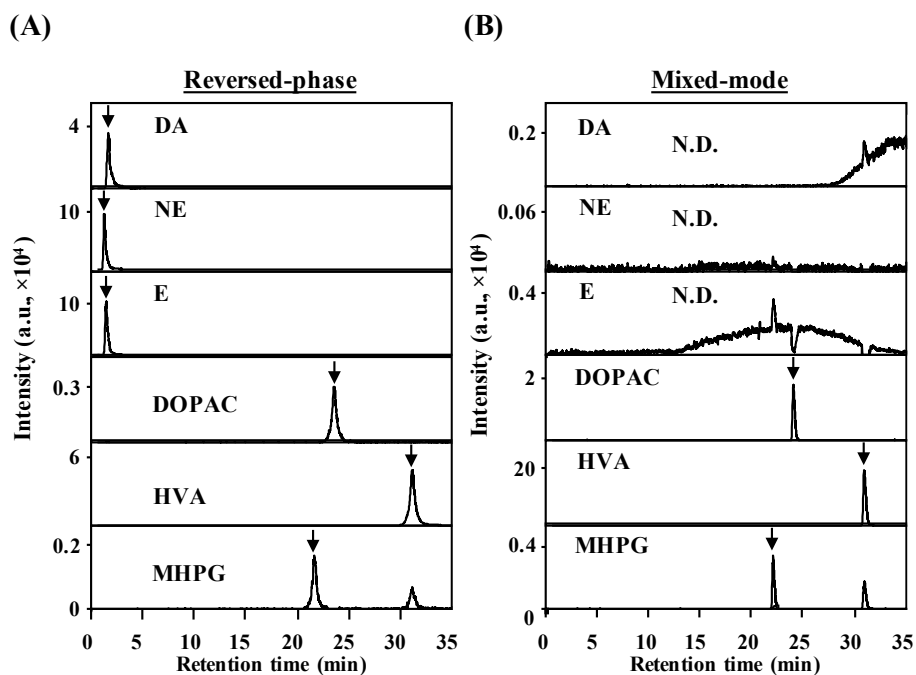 (A)
Reversed-phase
Intensity (a.u., ×10⁴)
4
DA
10
NE
10
E
0.3
DOPAC
6
HVA
0.2
MHPG
0
0 5 10 15 20 25 30 35
Retention time (min)
(B)
Mixed-mode
Intensity (a.u., ×10⁴)
0.2
DA
N.D.
0.06
NE
N.D.
0.4
E
N.D.
2
DOPAC
20
HVA
0.4
MHPG
0
0 5 10 15 20 25 30 35
Retention time (min)